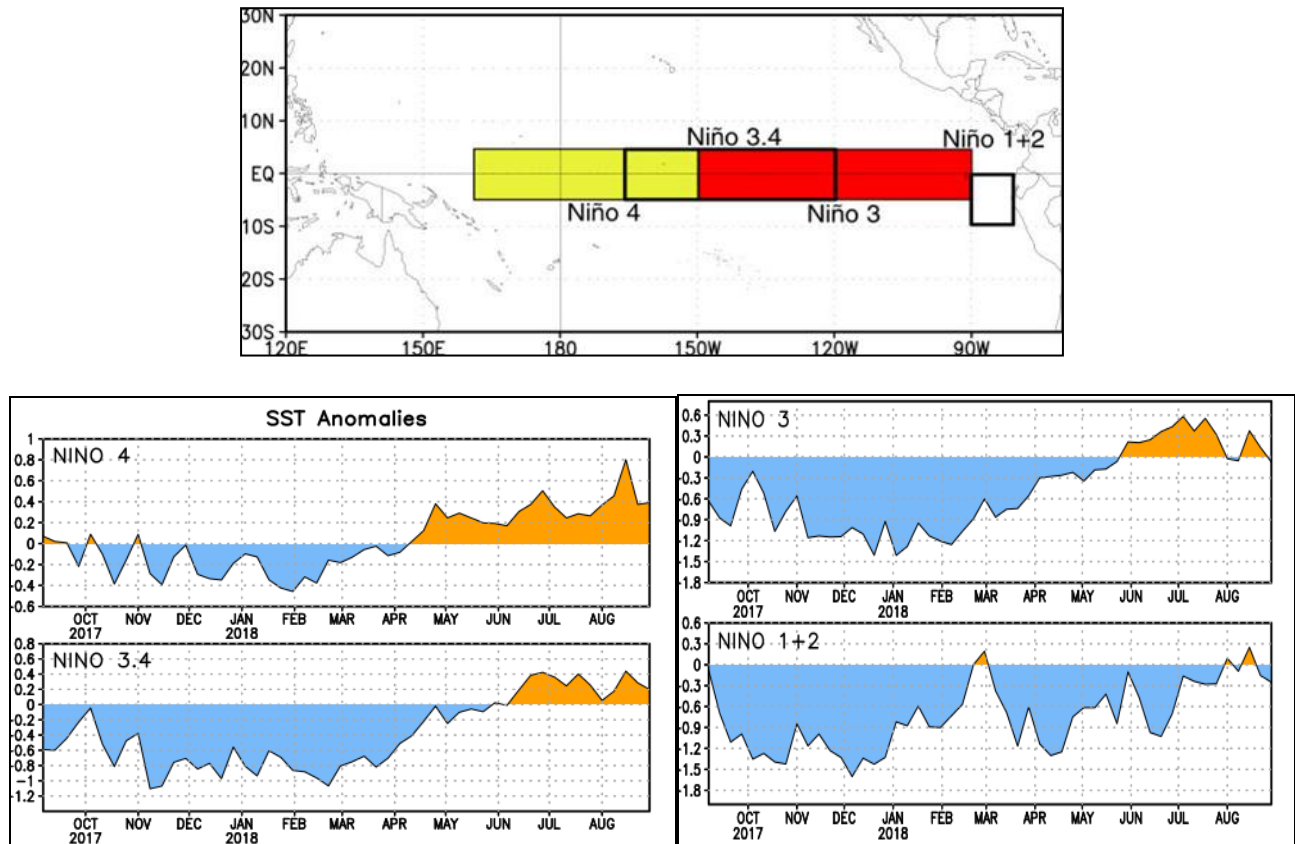 30N
20N
10N
EQ
10S
20S
30S
120E 150E 180 150W 120W 90W
Niño 3.4
Niño 1+2
Niño 4
Niño 3
SST Anomalies
NINO 4
1
0.8
0.6
0.4
0.2
0
-0.2
-0.4
-0.6
OCT NOV DEC JAN FEB MAR APR MAY JUN JUL AUG
2017 2018
NINO 3.4
0.8
0.6
0.4
0.2
0
-0.2
-0.4
-0.6
-0.8
-1
-1.2
OCT NOV DEC JAN FEB MAR APR MAY JUN JUL AUG
2017 2018
NINO 3
0.6
0.3
0
-0.3
-0.6
-0.9
-1.2
-1.5
-1.8
OCT NOV DEC JAN FEB MAR APR MAY JUN JUL AUG
2017 2018
NINO 1+2
0.6
0.3
0
-0.3
-0.6
-0.9
-1.2
-1.5
-1.8
OCT NOV DEC JAN FEB MAR APR MAY JUN JUL AUG
2017 2018